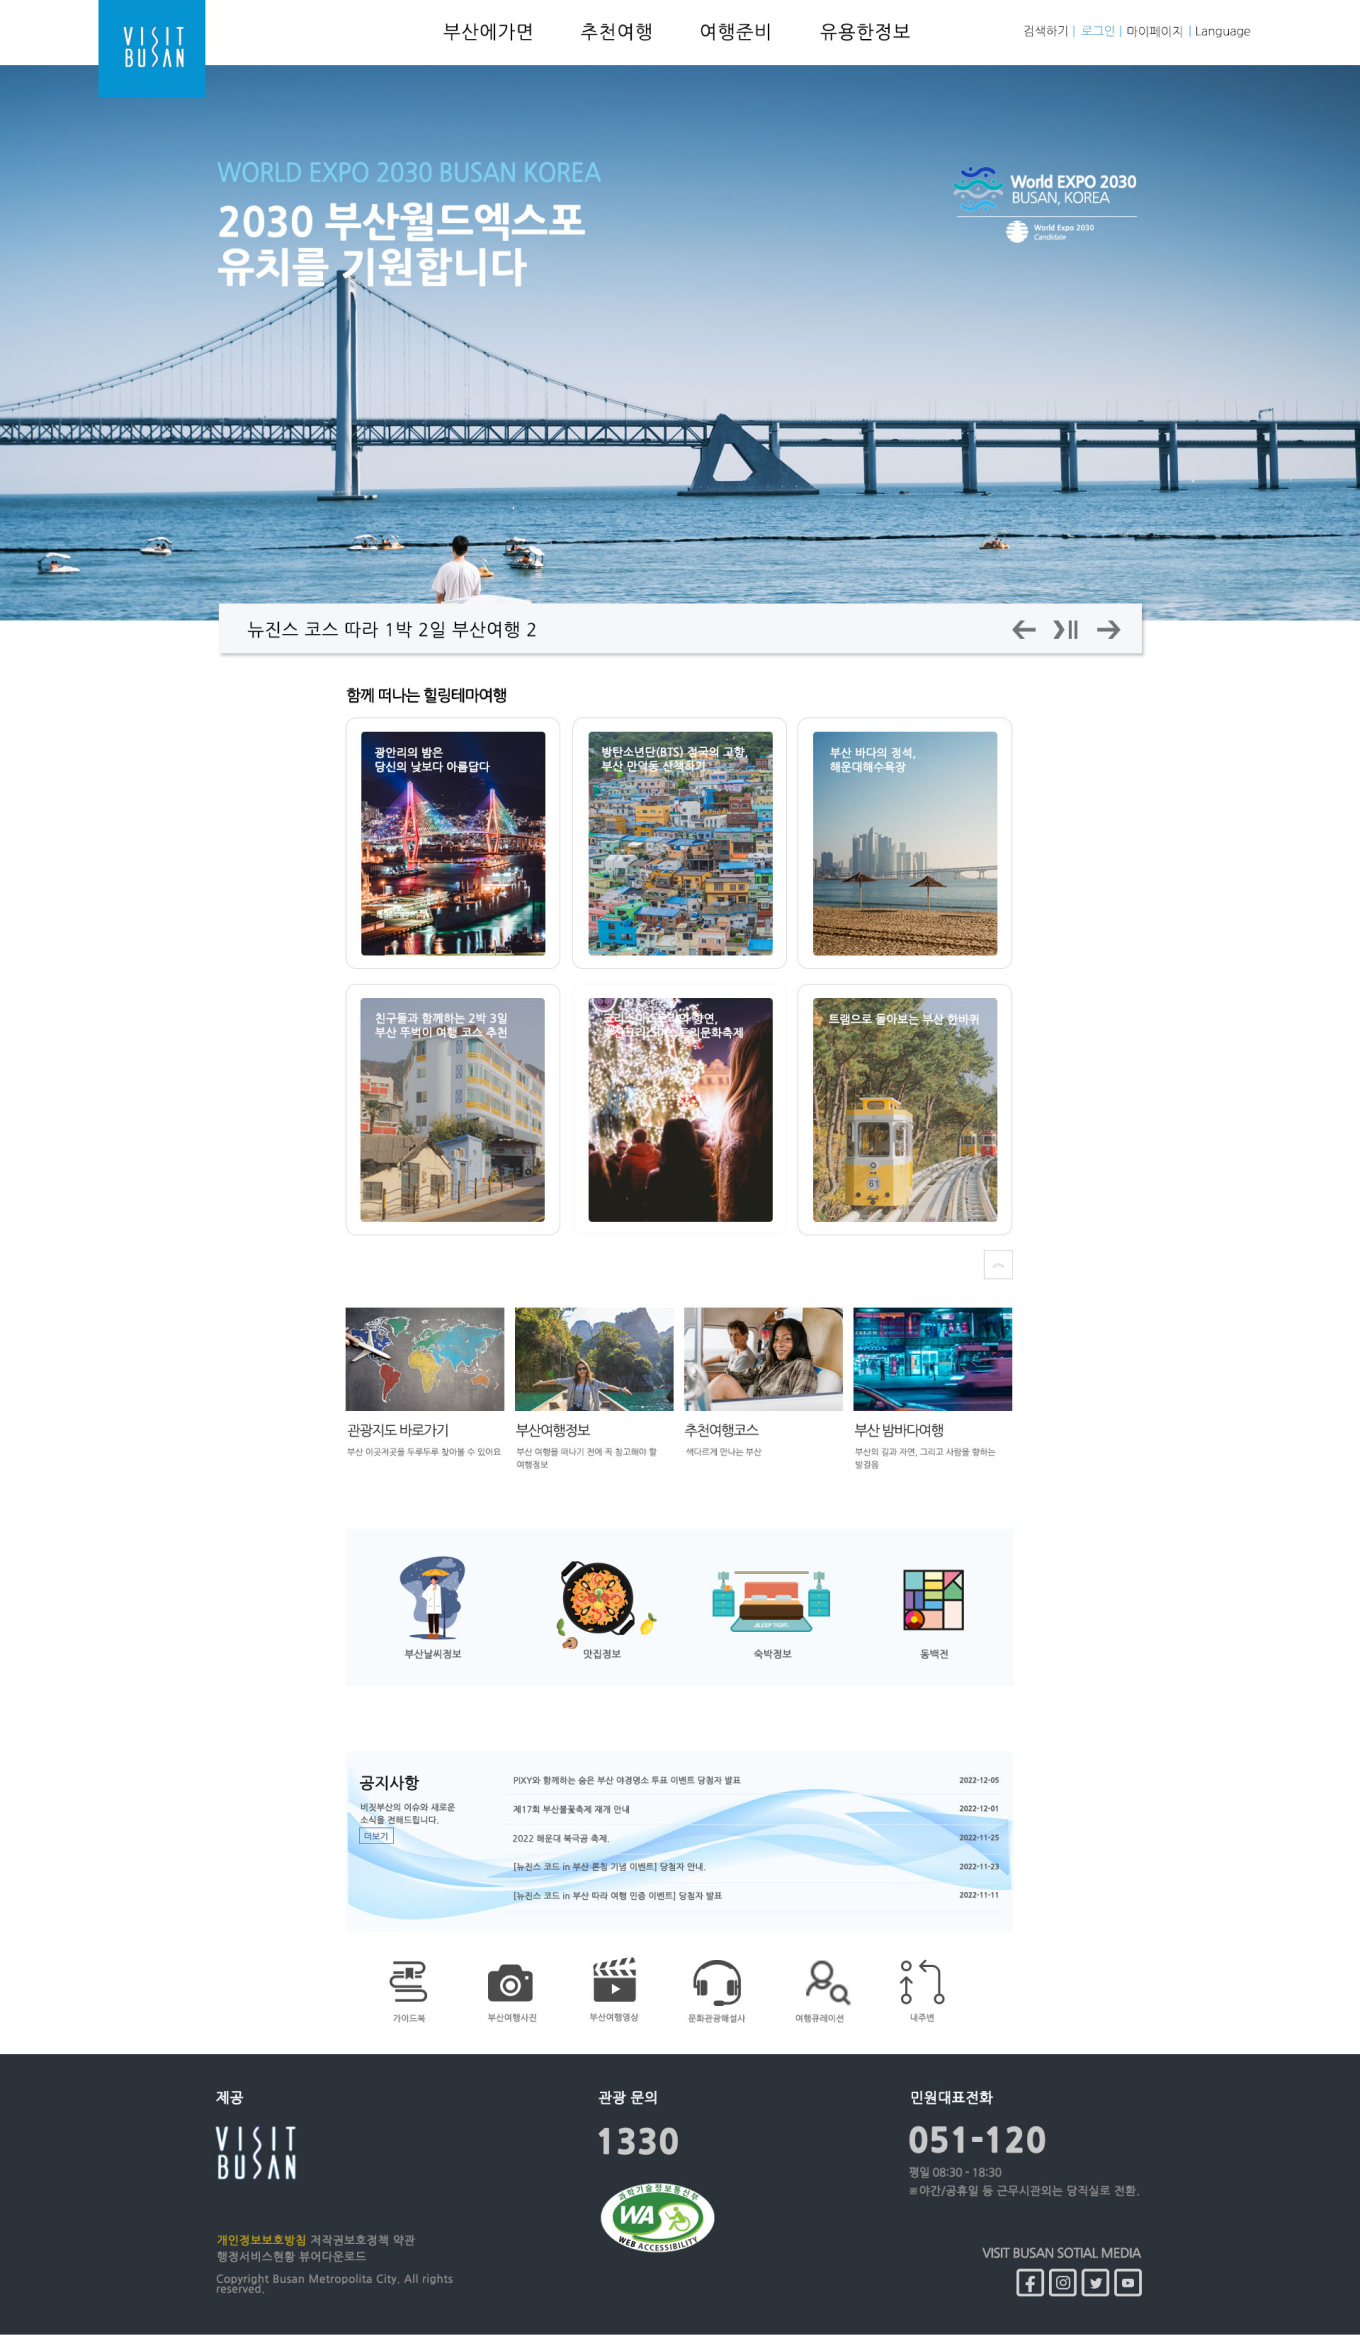 VISIT
BUSAN
부산에가면
추천여행
여행준비
유용한정보
검색하기 | 로그인 | 마이페이지 | Language
WORLD EXPO 2030 BUSAN KOREA
2030 부산월드엑스포
유치를 기원합니다
World EXPO 2030
BUSAN, KOREA
World Expo 2030
Candidate
뉴진스 코스 따라 1박 2일 부산여행 2
함께 떠나는 힐링테마여행
광안리의 밤은
당신의 낮보다 아름답다
방탄소년단(BTS) 정국의 고향,
부산 만덕동 산책하기
부산 바다의 정석,
해운대해수욕장
친구들과 함께하는 2박 3일
부산 뚜벅이 여행 코스 추천
크리스마스트리의 향연,
부산크리스마스트리문화축제
트램으로 돌아보는 부산 한바퀴
61
관광지도 바로가기
부산 이곳저곳을 두루두루 찾아볼 수 있어요
부산여행정보
부산 여행을 떠나기 전에 꼭 참고해야 할
여행정보
추천여행코스
색다르게 만나는 부산
부산 밤바다여행
부산의 길과 자연, 그리고 사람을 향하는
발걸음
SLEEP TIGHT
부산날씨정보
맛집정보
숙박정보
동백전
공지사항
비짓부산의 이슈와 새로운
소식을 전해드립니다.
더보기
PIXY와 함께하는 숨은 부산 야경명소 투표 이벤트 당첨자 발표 2022-12-05
제17회 부산불꽃축제 재개 안내 2022-12-01
2022 해운대 북극곰 축제. 2022-11-25
[뉴진스 코드 in 부산 론칭 기념 이벤트] 당첨자 안내. 2022-11-23
[뉴진스 코드 in 부산 따라 여행 인증 이벤트] 당첨자 발표 2022-11-11
가이드북
부산여행사진
부산여행영상
문화관광해설사
여행큐레이션
내주변
제공
VISIT
BUSAN
개인정보보호방침 저작권보호정책 약관
행정서비스현황 뷰어다운로드
Copyright Busan Metropolita City. All rights
reserved.
관광 문의
1330
과학기술정보통신부
WA
WEB ACCESSIBILITY
민원대표전화
051-120
평일 08:30 - 18:30
※야간/공휴일 등 근무시관외는 당직실로 전환.
VISIT BUSAN SOTIAL MEDIA